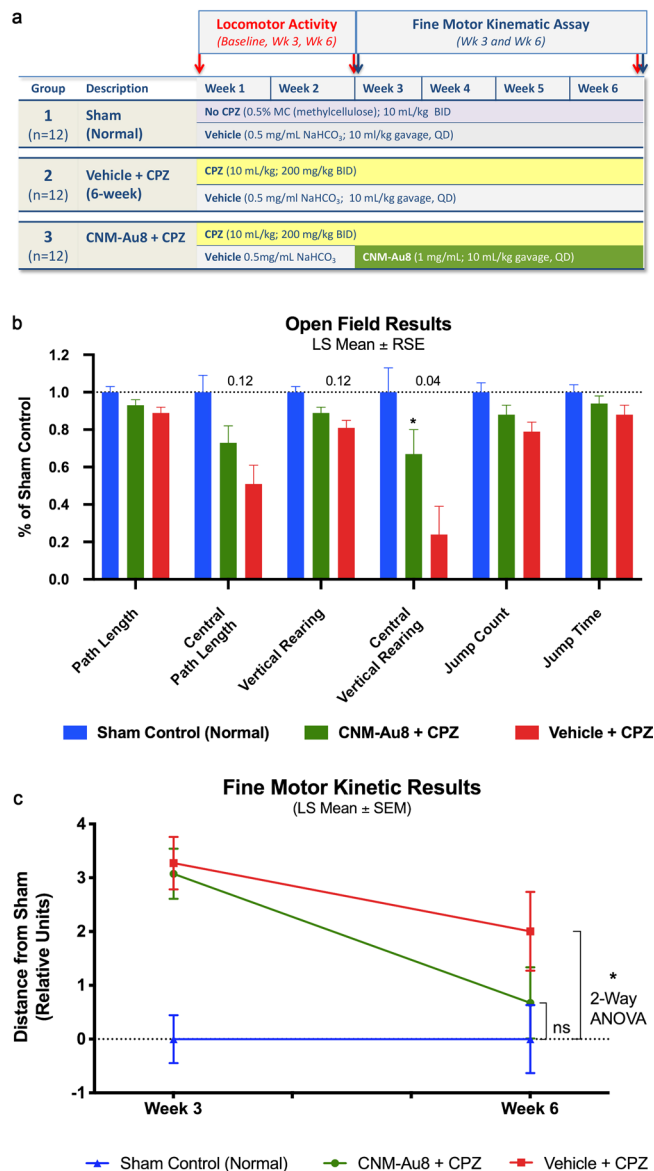 a
Locomotor Activity
(Baseline, Wk 3, Wk 6)
Fine Motor Kinematic Assay
(Wk 3 and Wk 6)
Group Description Week 1 Week 2 Week 3 Week 4 Week 5 Week 6
1
(n=12)
Sham
(Normal)
No CPZ (0.5% MC (methylcellulose); 10 mL/kg BID
Vehicle (0.5 mg/mL NaHCO₃; 10 ml/kg gavage, QD)
2
(n=12)
Vehicle + CPZ
(6-week)
CPZ (10 mL/kg; 200 mg/kg BID)
Vehicle (0.5 mg/ml NaHCO₃; 10 mL/kg gavage, QD)
3
(n=12)
CNM-Au8 + CPZ
CPZ (10 mL/kg; 200 mg/kg BID)
Vehicle 0.5mg/mL NaHCO₃
CNM-Au8 (1 mg/mL; 10 mL/kg gavage, QD)
b
Open Field Results
LS Mean ± RSE
% of Sham Control
1.2
1.0
0.8
0.6
0.4
0.2
0.0
0.12
0.12
0.04
*
Path Length
Central
Path Length
Vertical Rearing
Central
Vertical Rearing
Jump Count
Jump Time
Sham Control (Normal)
CNM-Au8 + CPZ
Vehicle + CPZ
c
Fine Motor Kinetic Results
(LS Mean ± SEM)
Distance from Sham
(Relative Units)
4
3
2
1
0
-1
*
2-Way
ANOVA
ns
Week 3
Week 6
Sham Control (Normal)
CNM-Au8 + CPZ
Vehicle + CPZ